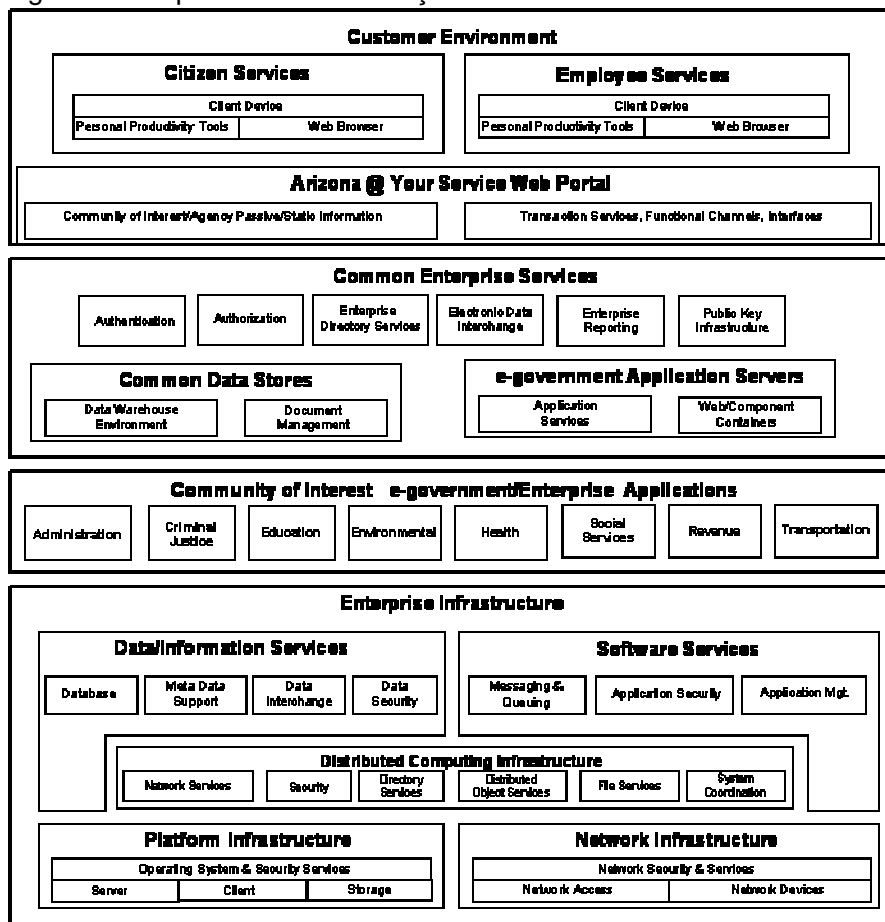 Customer Environment
Citizen Services
Client Device
Personal Productivity Tools
Web Browser
Employee Services
Client Device
Personal Productivity Tools
Web Browser
Arizona @ Your Service Web Portal
Community of Interest/Agency Passive/Static Information
Transaction Services, Functional Channels, Interfaces
Common Enterprise Services
Authentication
Authorization
Enterprise
Directory Services
Electronic Data
Interchange
Enterprise
Reporting
Public Key
Infrastructure
Common Data Stores
Data Warehouse
Environment
Document
Management
e-government Application Servers
Application
Services
Web/Component
Containers
Community of Interest e-government/Enterprise Applications
Administration
Criminal
Justice
Education
Environmental
Health
Social
Services
Revenue
Transportation
Enterprise Infrastructure
Data/Information Services
Database
Meta Data
Support
Data
Interchange
Data
Security
Software Services
Messaging &
Queuing
Application Security
Application Mgt.
Distributed Computing Infrastructure
Network Services
Security
Directory
Services
Distributed
Object Services
File Services
System
Coordination
Platform Infrastructure
Operating System & Security Services
Server
Client
Storage
Network Infrastructure
Network Security & Services
Network Access
Network Devices